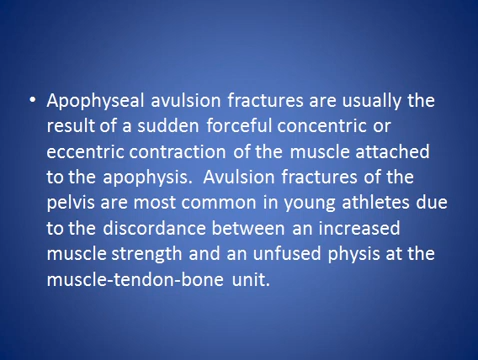 • Apophyseal avulsion fractures are usually the
result of a sudden forceful concentric or
eccentric contraction of the muscle attached
to the apophysis.  Avulsion fractures of the
pelvis are most common in young athletes due
to the discordance between an increased
muscle strength and an unfused physis at the
muscle-tendon-bone unit.